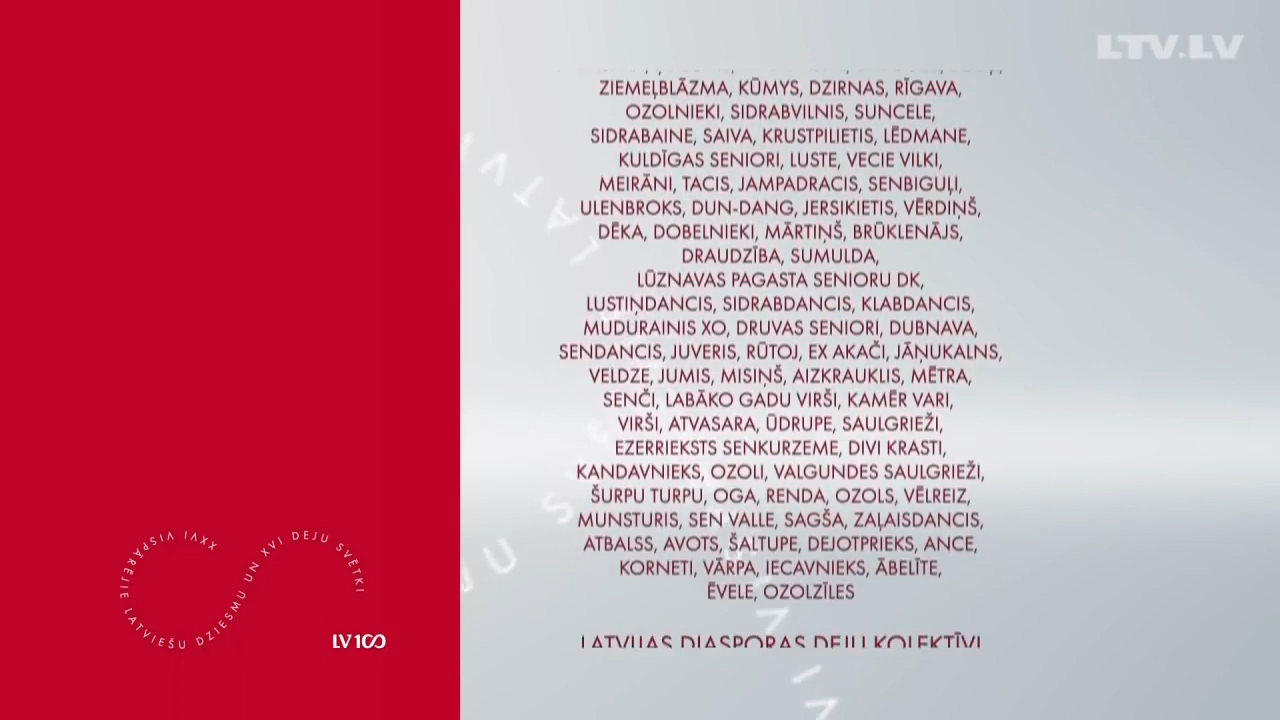 LTV.LV
ZIEMEĻBLĀZMA, KŪMYS, DZIRNAS, RĪGAVA,
OZOLNIEKI, SIDRABVILNIS, SUNCELE,
SIDRABAINE, SAIVA, KRUSTPILIETIS, LĒDMANE,
KULDĪGAS SENIORI, LUSTE, VECIE VILKI,
MEIRĀNI, TACIS, JAMPADRACIS, SENBIGUĻI,
ULENBROKS, DUN-DANG, JERSIKIETIS, VĒRDIŅŠ,
DĒKA, DOBELNIEKI, MĀRTIŅŠ, BRŪKLENĀJS,
DRAUDZĪBA, SUMULDA,
LŪZNAVAS PAGASTA SENIORU DK,
LUSTIŅDANCIS, SIDRABDANCIS, KLABDANCIS,
MUDURAINIS XO, DRUVAS SENIORI, DUBNAVA,
SENDANCIS, JUVERIS, RŪTOJ, EX AKAČI, JĀŅUKALNS,
VELDZE, JUMIS, MISIŅŠ, AIZKRAUKLIS, MĒTRA,
SENČI, LABĀKO GADU VIRŠI, KAMĒR VARI,
VIRŠI, ATVASARA, ŪDRUPE, SAULGRIEŽI,
EZERRIEKSTS SENKURZEME, DIVI KRASTI,
KANDAVNIEKS, OZOLI, VALGUNDES SAULGRIEŽI,
ŠURPU TURPU, OGA, RENDA, OZOLS, VĒLREIZ,
MUNSTURIS, SEN VALLE, SAGŠA, ZAĻAISDANCIS,
ATBALSS, AVOTS, ŠALTUPE, DEJOTPRIEKS, ANCE,
KORNETI, VĀRPA, IECAVNIEKS, ĀBELĪTE,
ĒVELE, OZOLZĪLES
LATVIJAS DIASPORAS DEJU KOLEKTĪVI
XXVI VISPĀRĒJIE LATVIEŠU DZIESMU UN XVI DEJU SVĒTKI
LV100